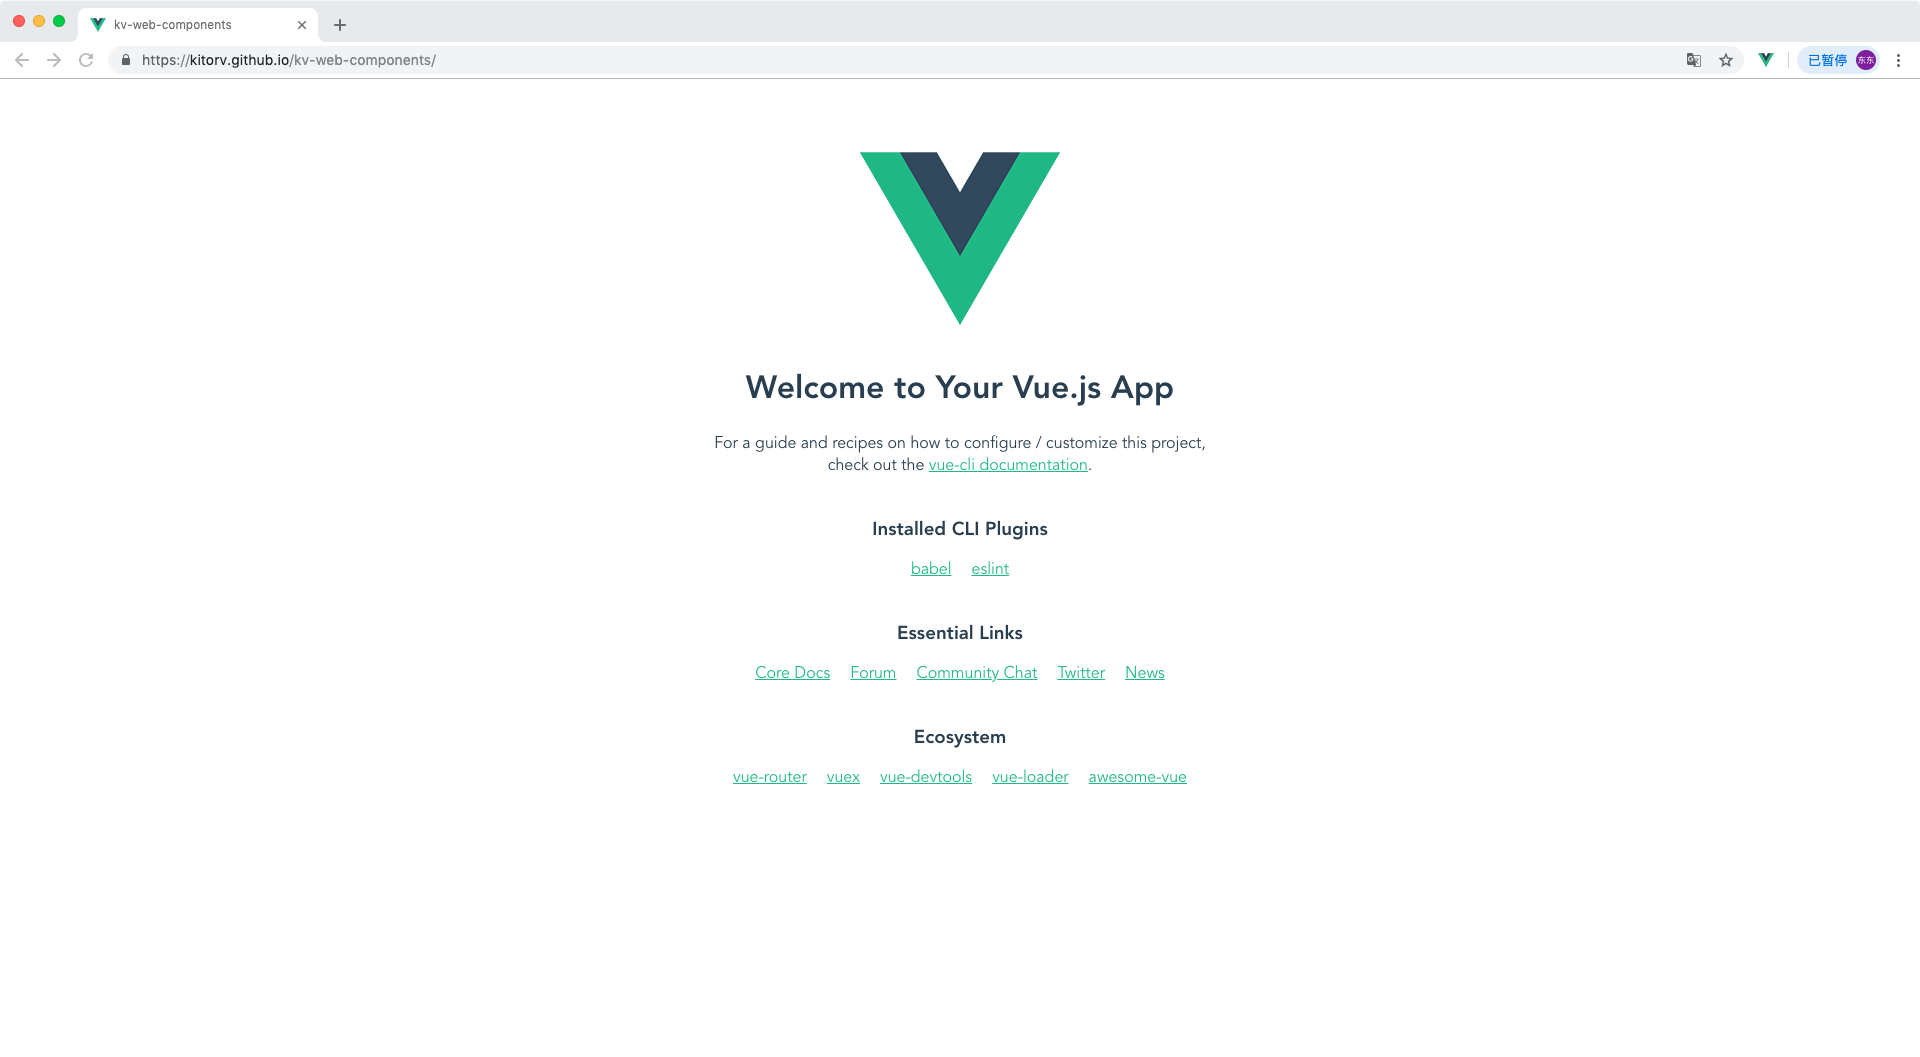 kv-web-components
https://kitorv.github.io/kv-web-components/
已暂停 东东
Welcome to Your Vue.js App
For a guide and recipes on how to configure / customize this project,
check out the vue-cli documentation.
Installed CLI Plugins
babel eslint
Essential Links
Core Docs Forum Community Chat Twitter News
Ecosystem
vue-router vuex vue-devtools vue-loader awesome-vue